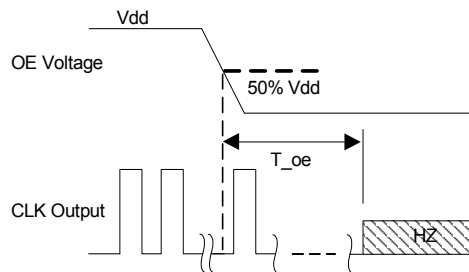 Vdd
OE Voltage
50% Vdd
T_oe
CLK Output
HZ